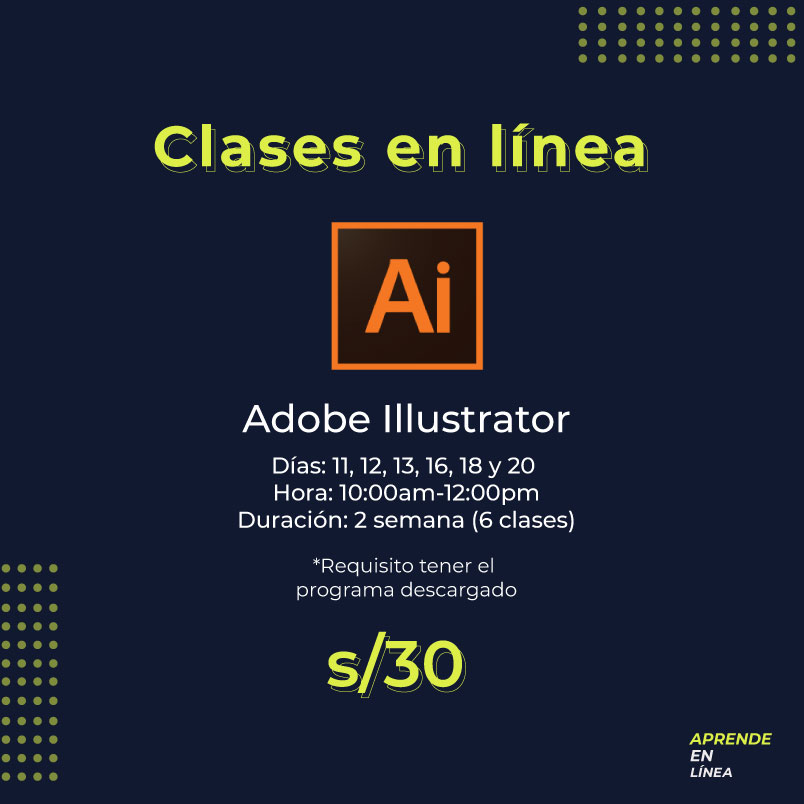 Clases en línea
Ai
Adobe Illustrator
Días: 11, 12, 13, 16, 18 y 20
Hora: 10:00am-12:00pm
Duración: 2 semana (6 clases)
*Requisito tener el
programa descargado
s/30
APRENDE
EN
LÍNEA